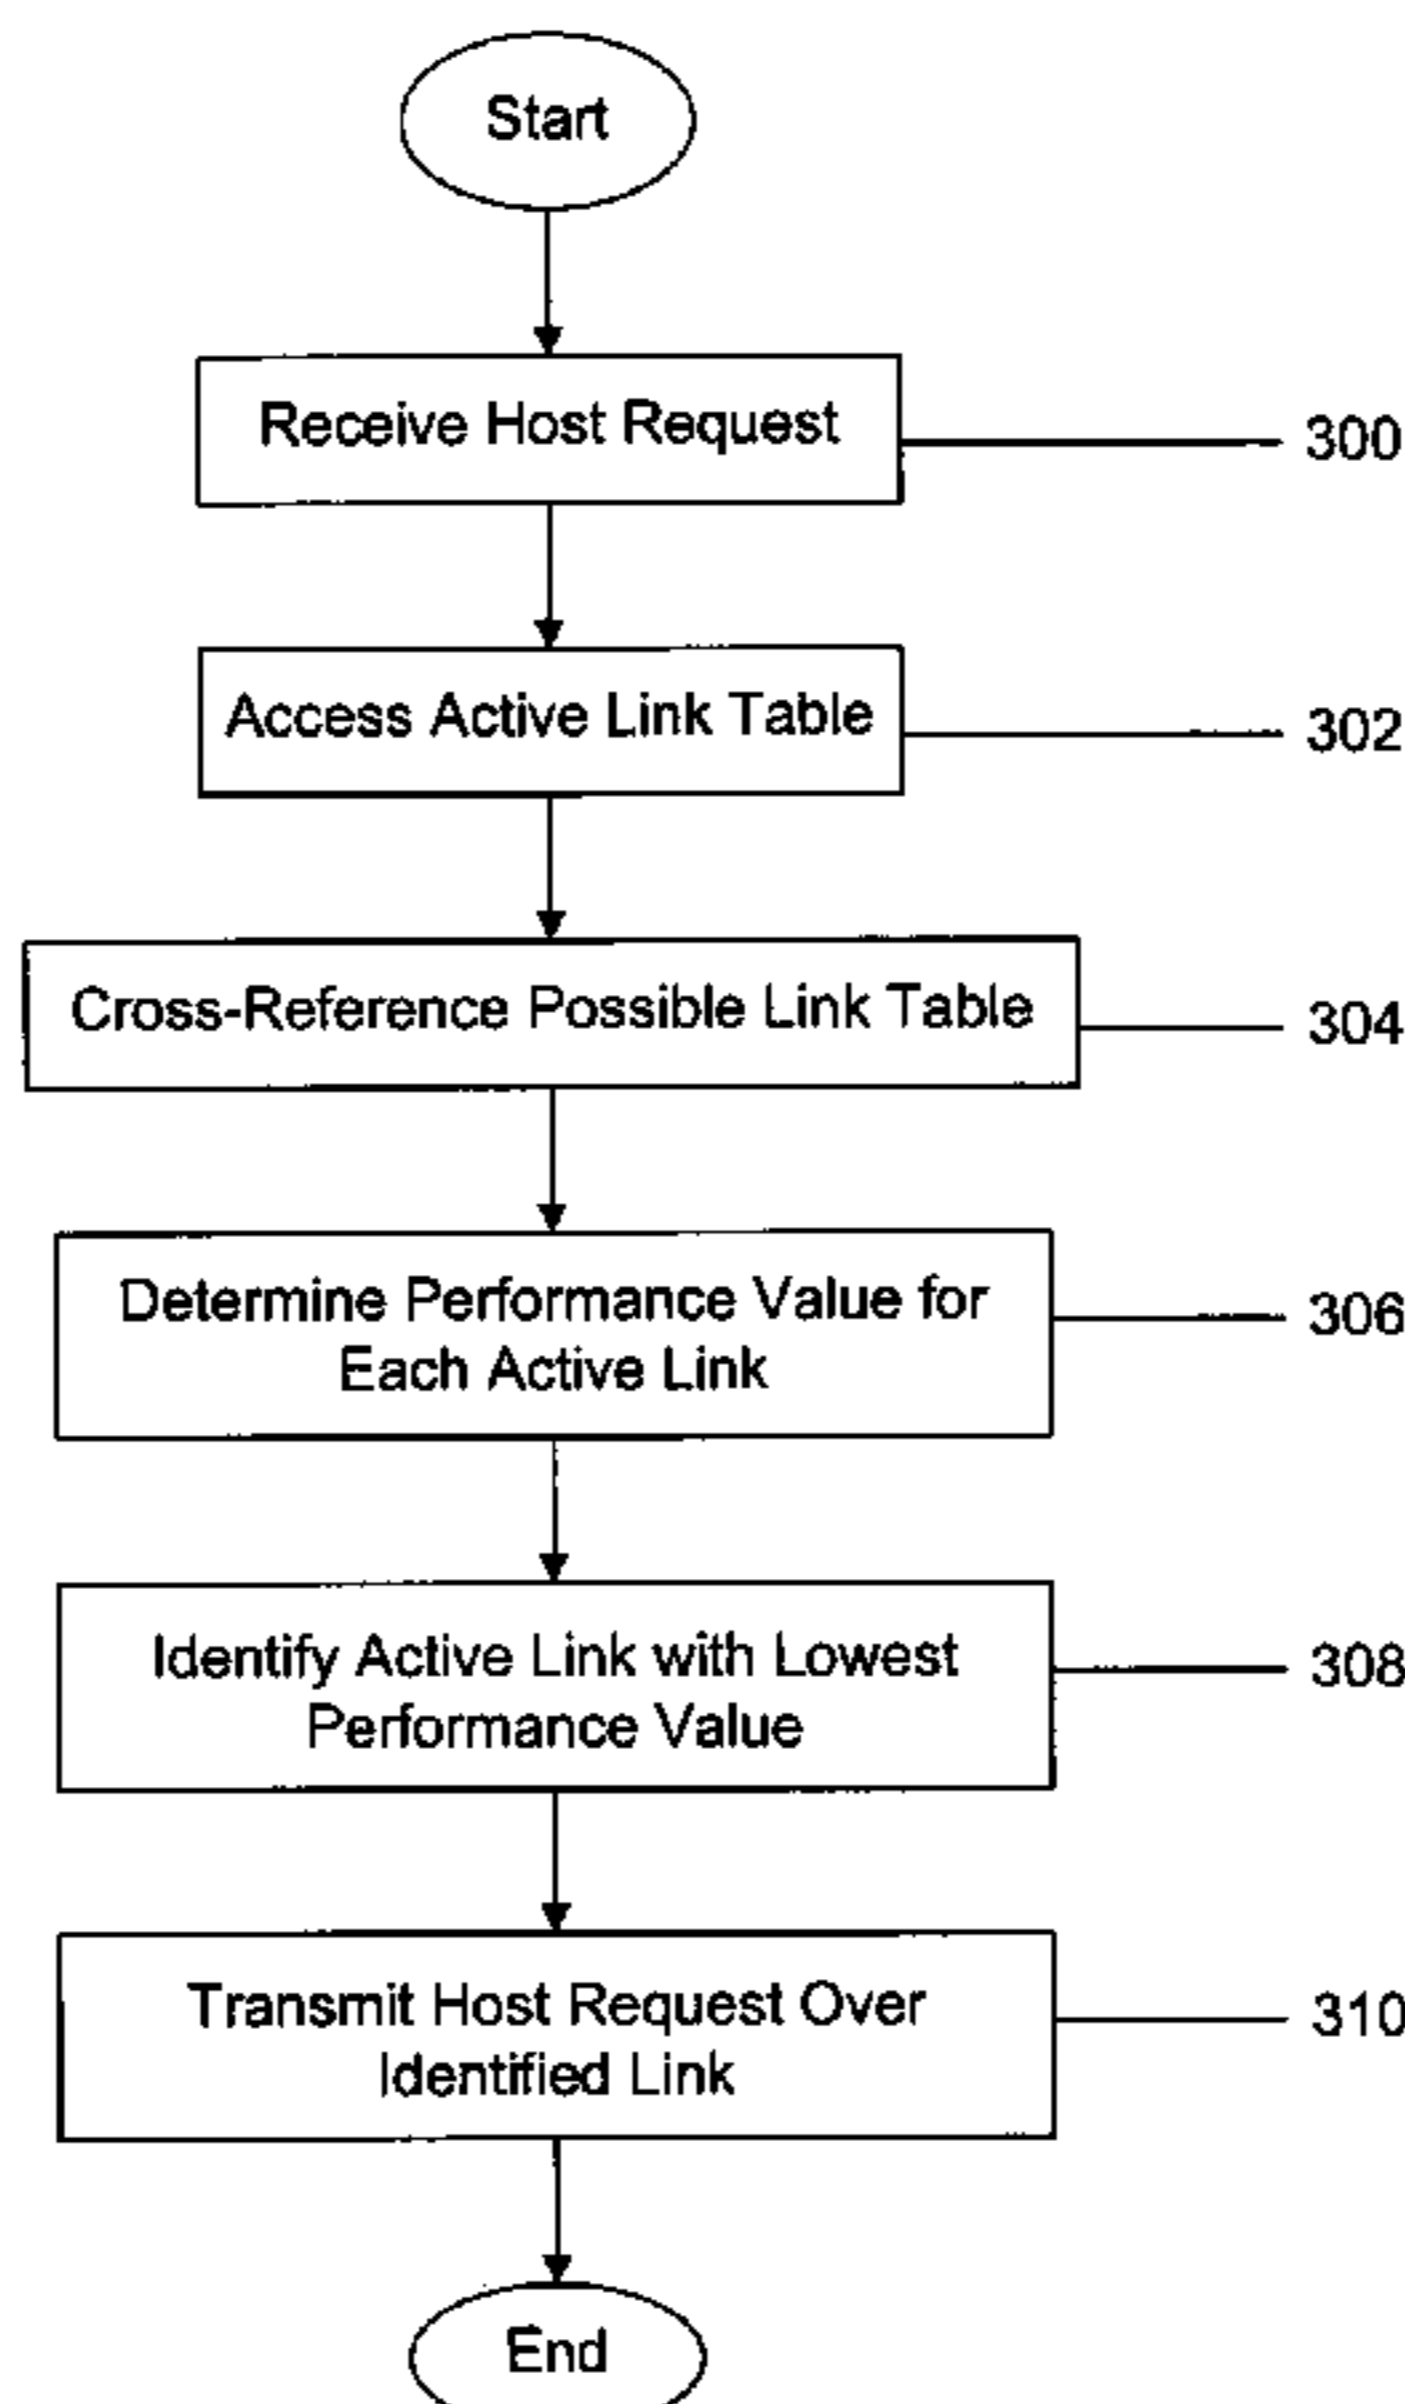 Start
Receive Host Request
300
Access Active Link Table
302
Cross-Reference Possible Link Table
304
Determine Performance Value for
Each Active Link
306
Identify Active Link with Lowest
Performance Value
308
Transmit Host Request Over
Identified Link
310
End